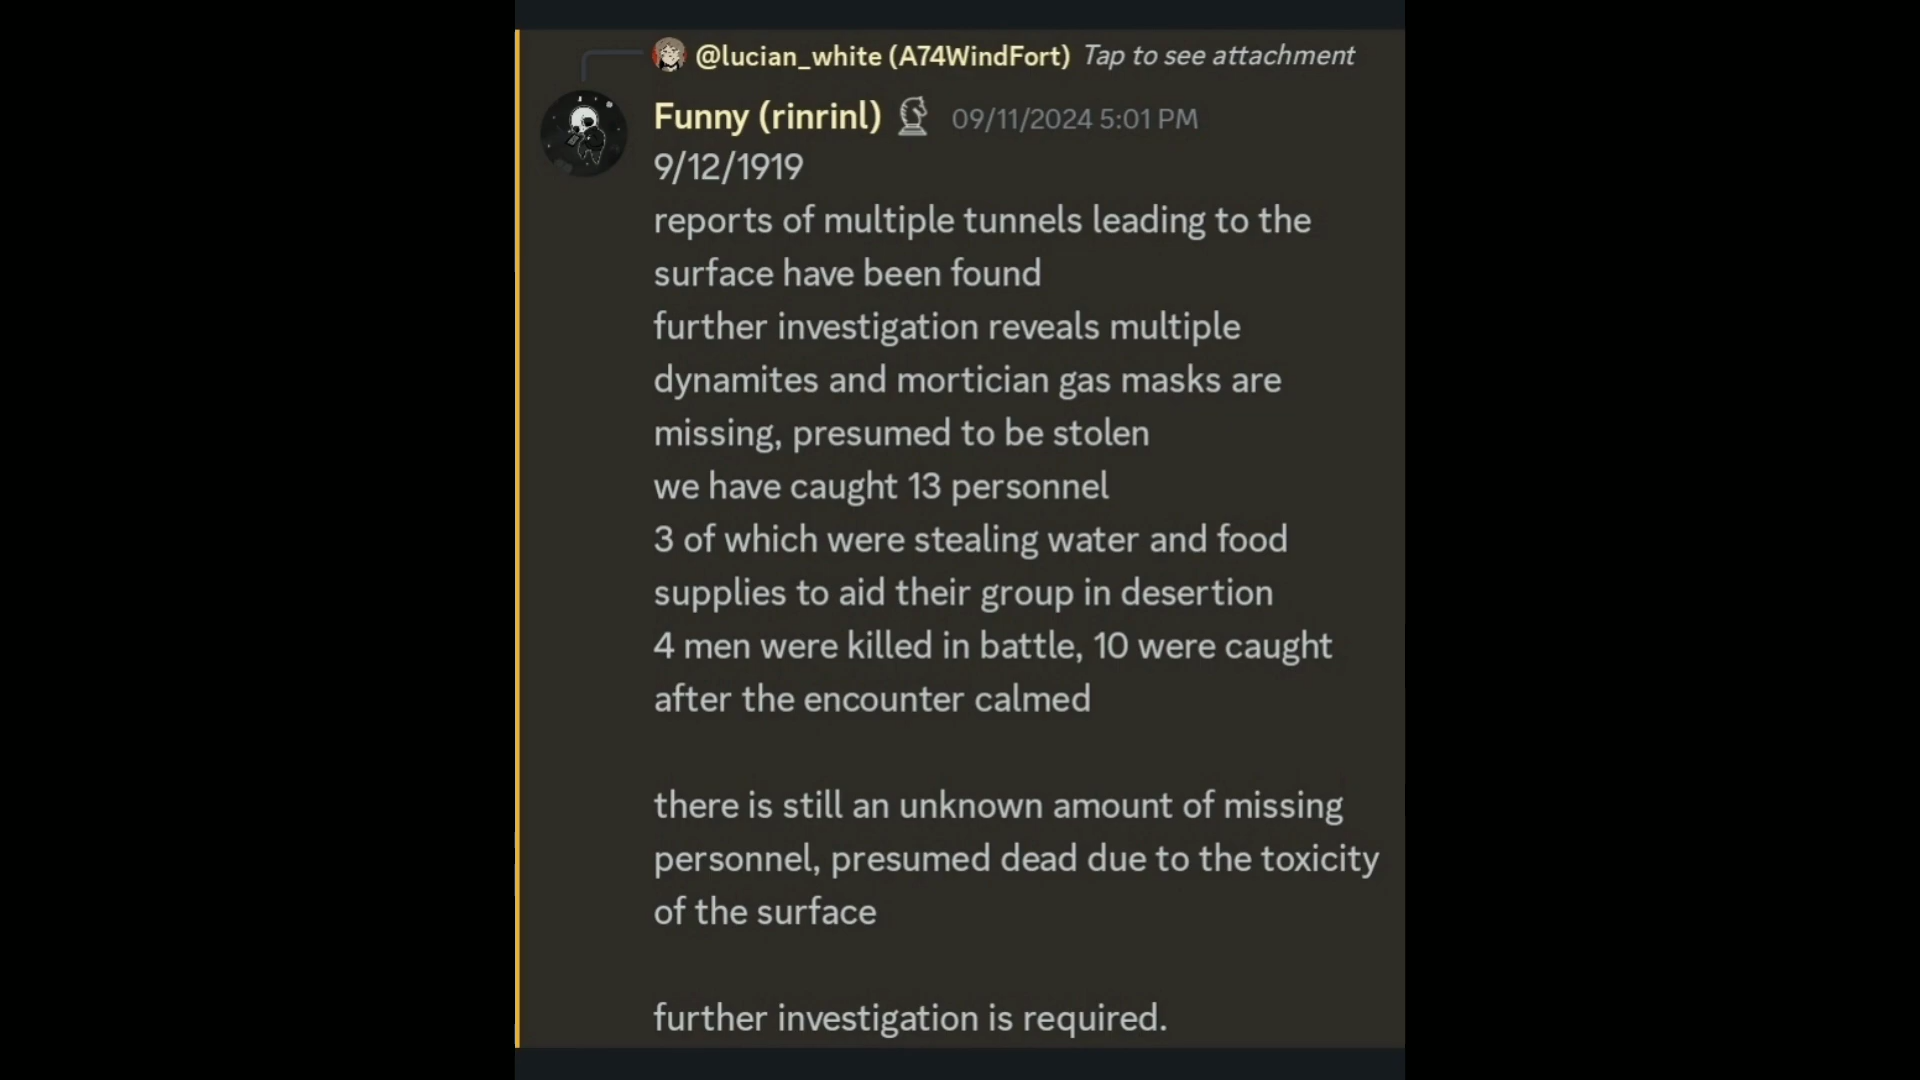 @lucian_white (A74WindFort) Tap to see attachment
Funny (rinrinl) 09/11/2024 5:01 PM
9/12/1919
reports of multiple tunnels leading to the
surface have been found
further investigation reveals multiple
dynamites and mortician gas masks are
missing, presumed to be stolen
we have caught 13 personnel
3 of which were stealing water and food
supplies to aid their group in desertion
4 men were killed in battle, 10 were caught
after the encounter calmed
there is still an unknown amount of missing
personnel, presumed dead due to the toxicity
of the surface
further investigation is required.